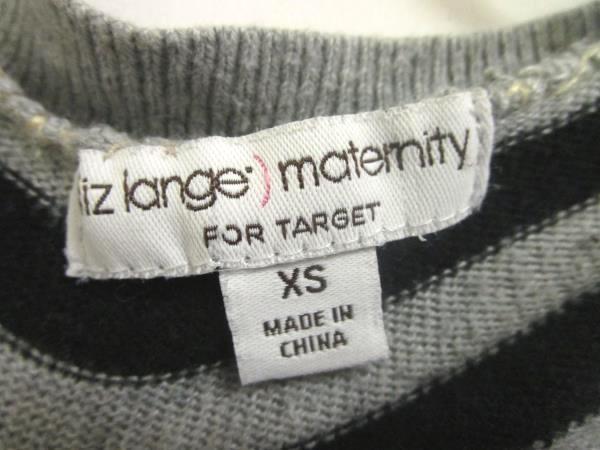 liz lange) maternity
FOR TARGET
XS
MADE IN
CHINA